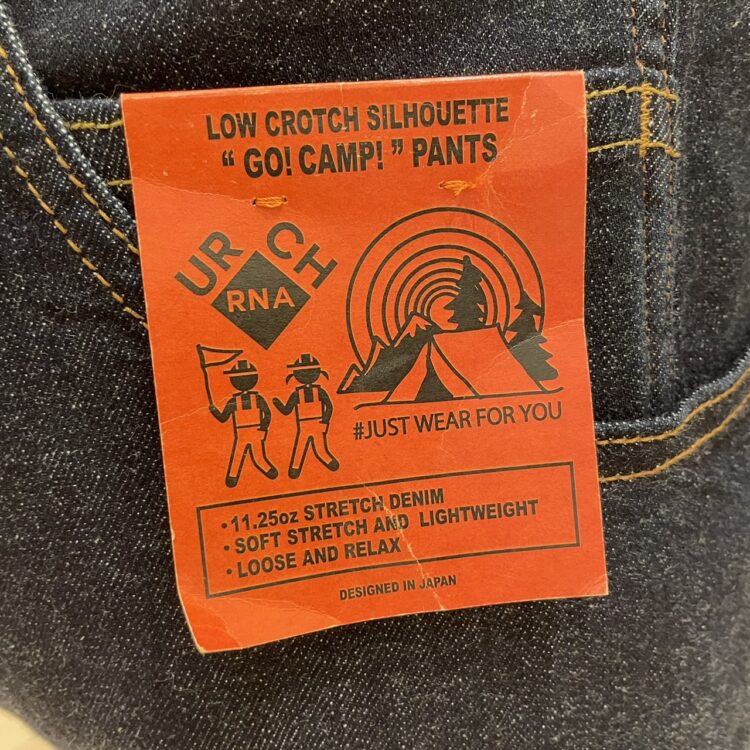 LOW CROTCH SILHOUETTE
“ GO! CAMP! ” PANTS
UR CH
RNA
#JUST WEAR FOR YOU
・11.25oz STRETCH DENIM
・SOFT STRETCH AND LIGHTWEIGHT
・LOOSE AND RELAX
DESIGNED IN JAPAN